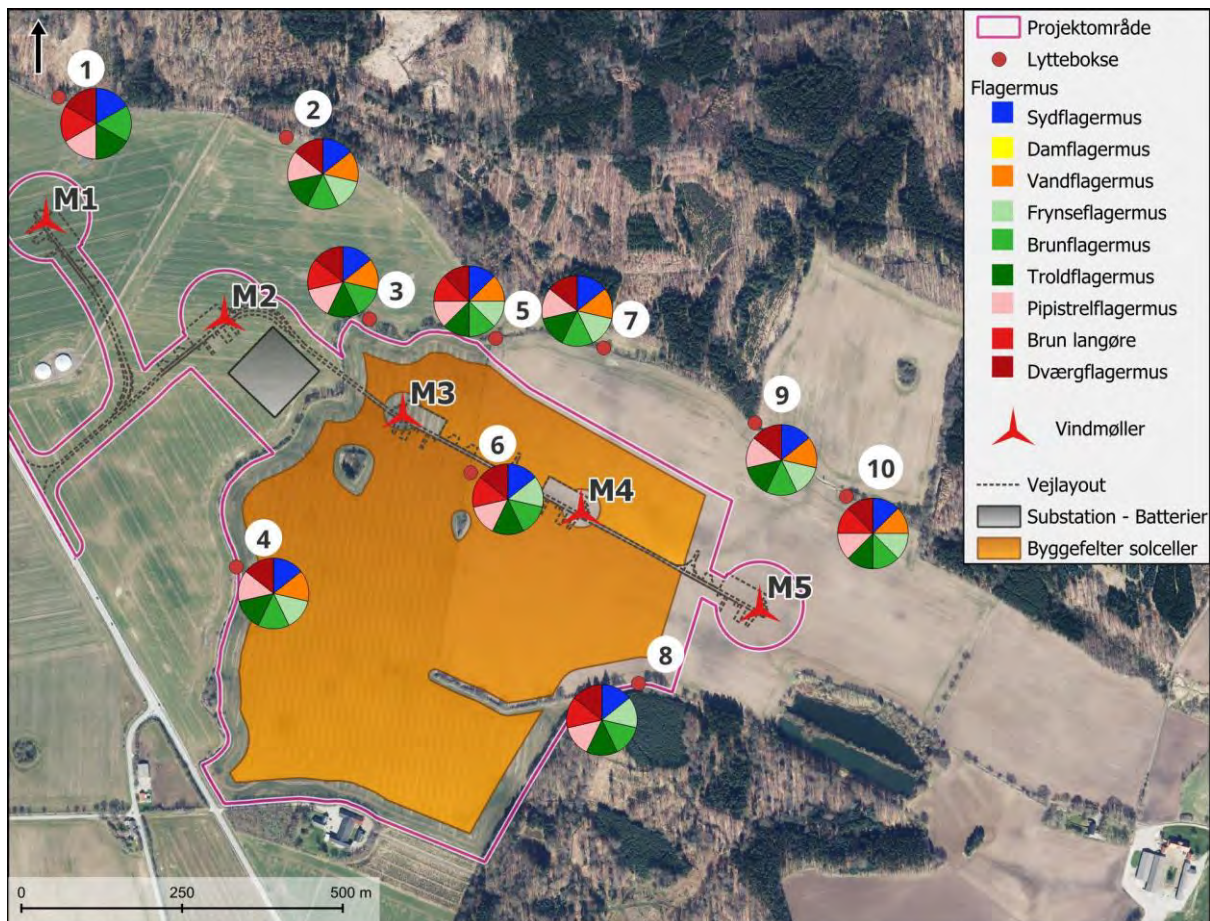 1
2
M1
3
5
7
M2
M3
9
6
10
M4
4
M5
8
0 250 500 m
Projektområde
Lyttebokse
Flagermus
Sydflagermus
Damflagermus
Vandflagermus
Frynseflagermus
Brunflagermus
Troldflagermus
Pipistrelflagermus
Brun langøre
Dværgflagermus
Vindmøller
Vejlayout
Substation - Batterier
Byggefelter solceller